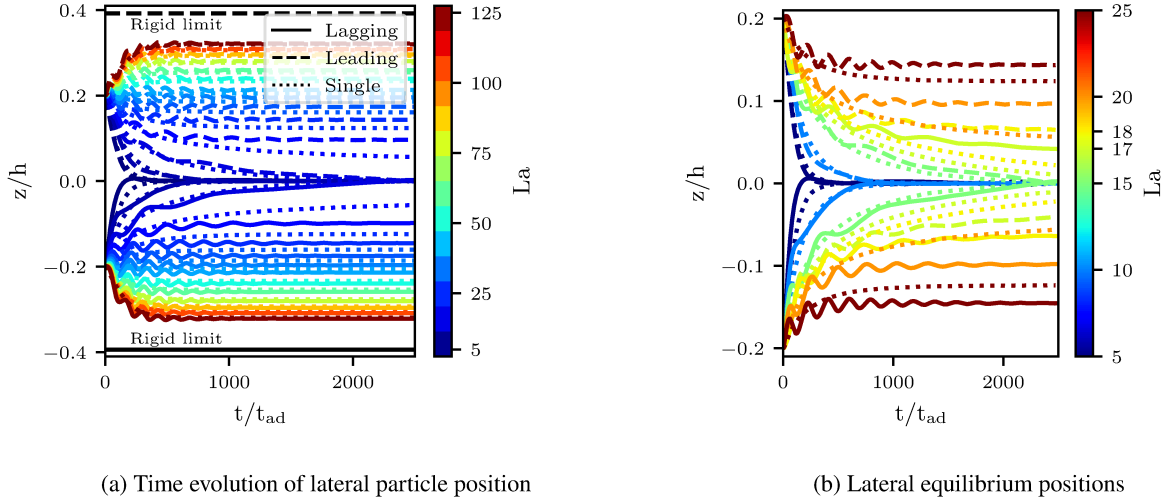 0.4
0.2
0.0
−0.2
−0.4
z/h
Rigid limit
Lagging
Leading
Single
Rigid limit
0
1000
2000
t/t_ad
125
100
75
50
25
5
La
(a) Time evolution of lateral particle position
0.2
0.1
0.0
−0.1
−0.2
z/h
0
1000
2000
t/t_ad
25
20
18
17
15
10
5
La
(b) Lateral equilibrium positions